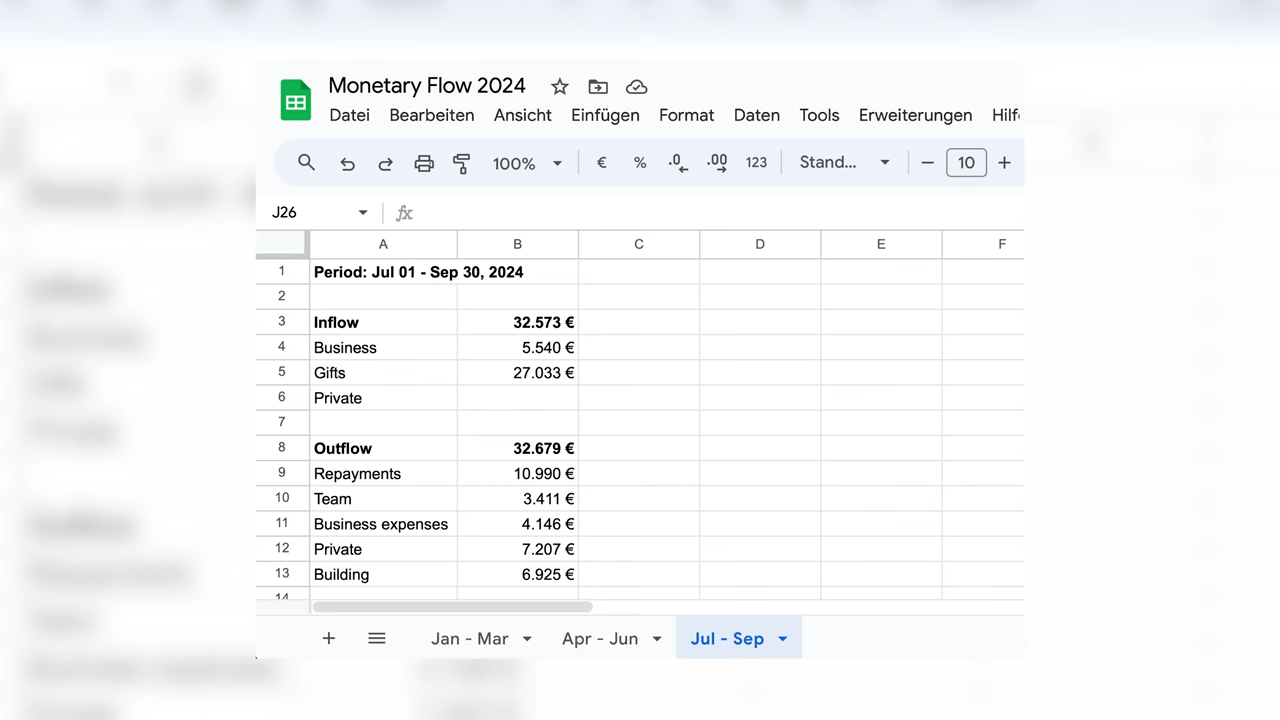 Monetary Flow 2024
Datei Bearbeiten Ansicht Einfügen Format Daten Tools Erweiterungen Hilf
100% € % .0 .00 123 Stand... − 10 +
J26 fx
A B C D E F
1 Period: Jul 01 - Sep 30, 2024
2
3 Inflow 32.573 €
4 Business 5.540 €
5 Gifts 27.033 €
6 Private
7
8 Outflow 32.679 €
9 Repayments 10.990 €
10 Team 3.411 €
11 Business expenses 4.146 €
12 Private 7.207 €
13 Building 6.925 €
14
+ Jan - Mar Apr - Jun Jul - Sep